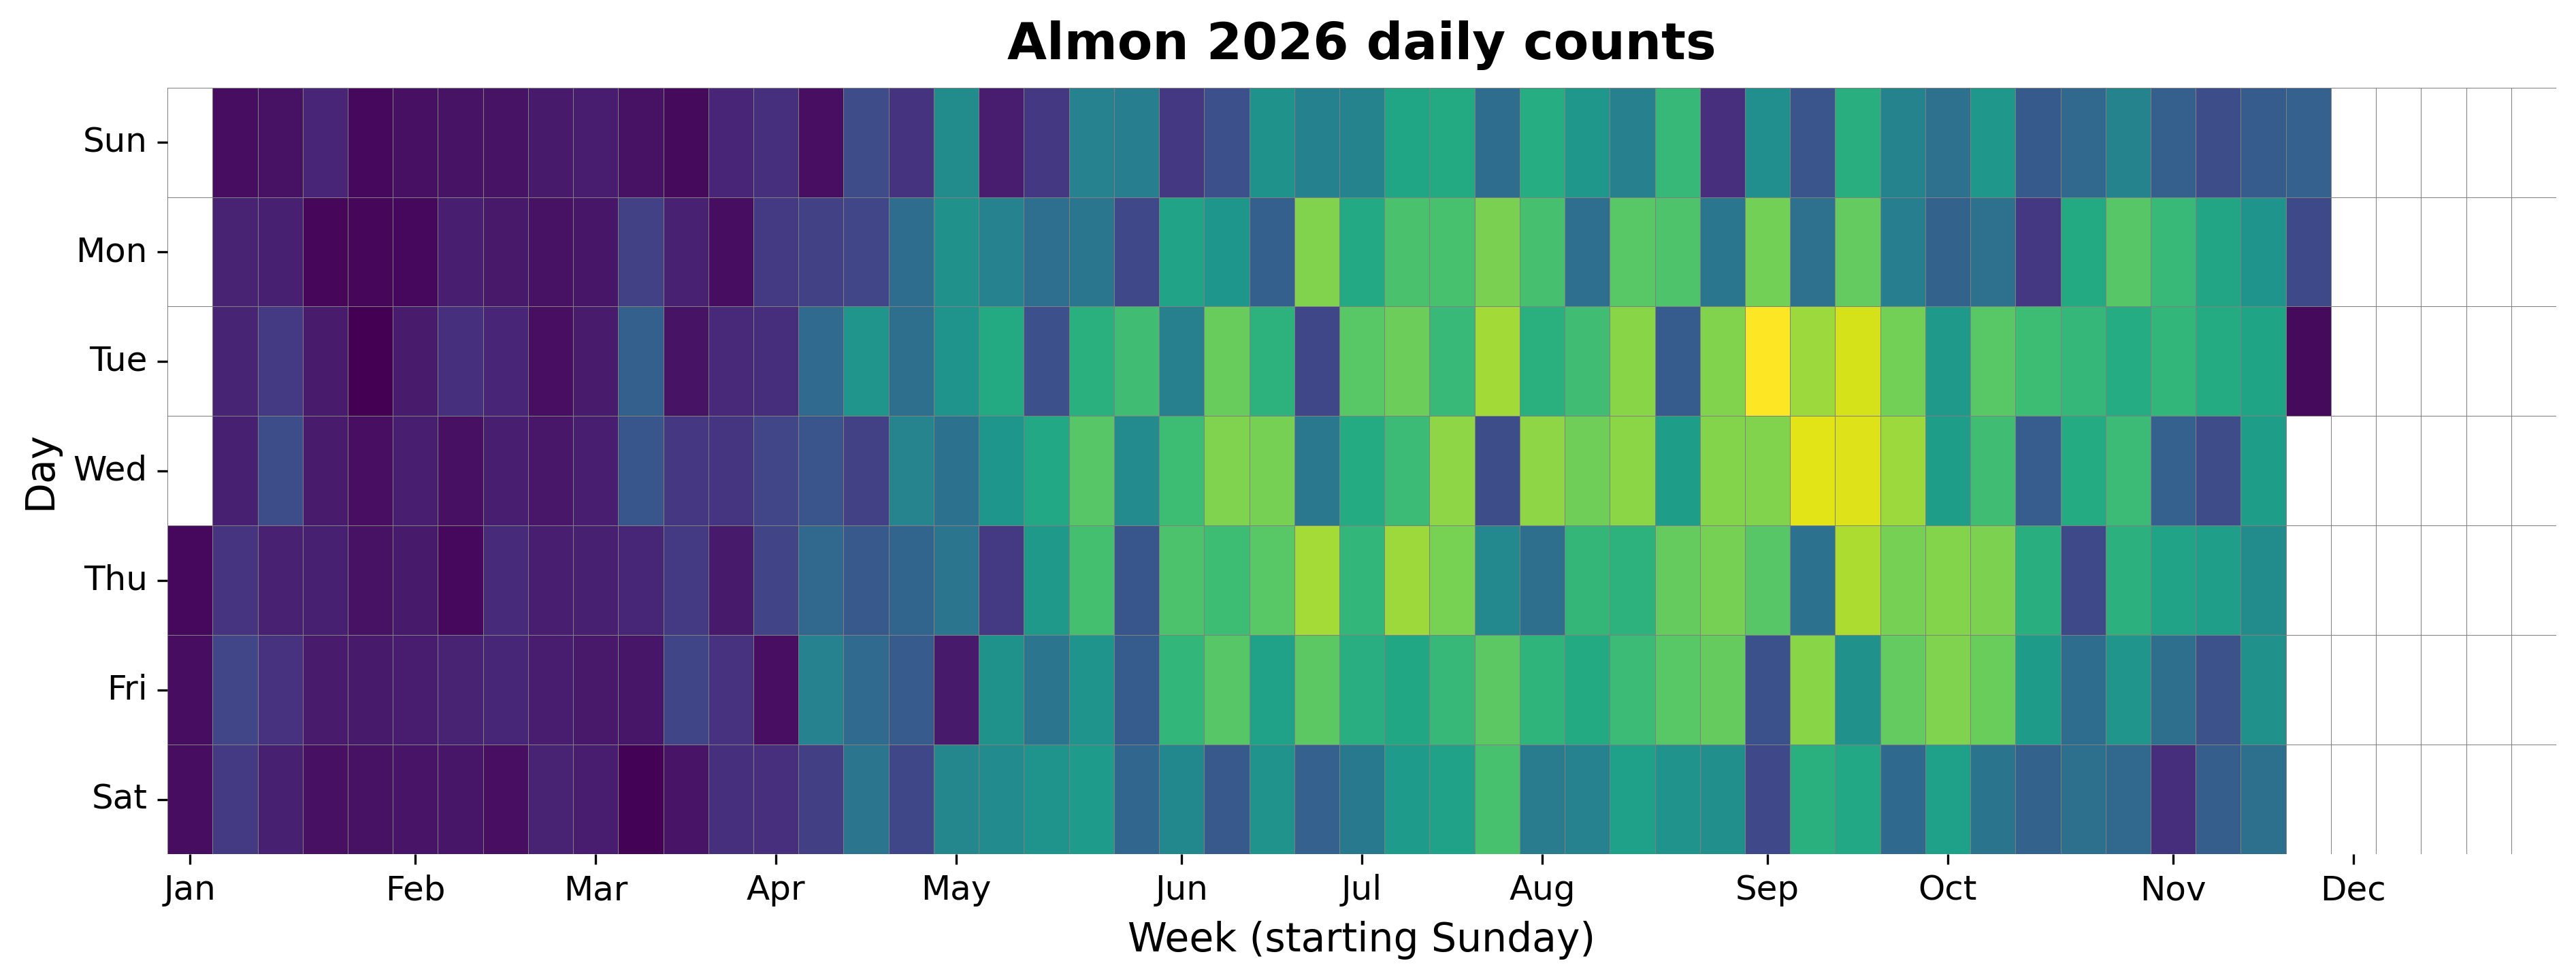 Almon 2026 daily counts
Day
Sun
Mon
Tue
Wed
Thu
Fri
Sat
Jan Feb Mar Apr May Jun Jul Aug Sep Oct Nov Dec
Week (starting Sunday)